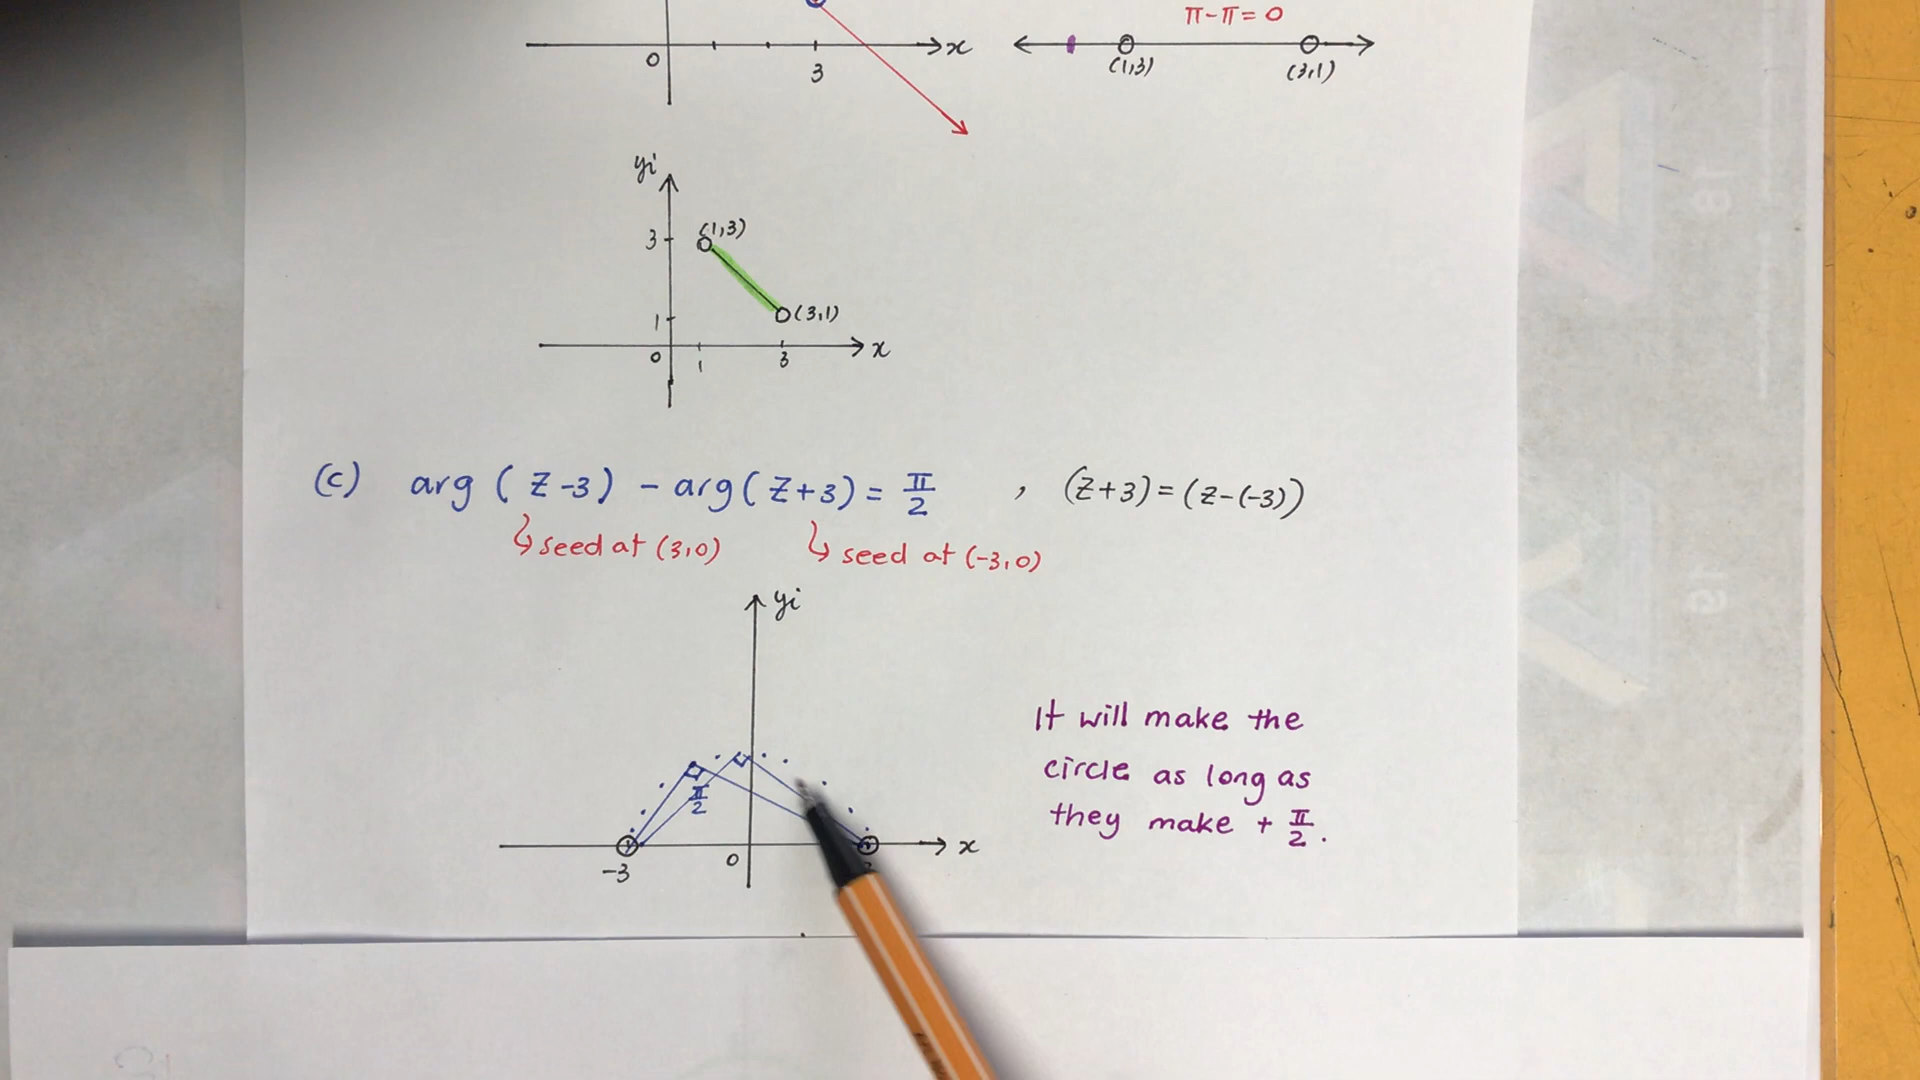 π-π = 0
x
0
3
(1,3)
(3,1)
yi
3
(1,3)
1
(3,1)
0
1
3
x
(c) arg ( z-3) - arg( z+3) = π/2 , (z+3) = (z-(-3))
↳ seed at (3,0) ↳ seed at (-3,0)
yi
It will make the
circle as long as
they make + π/2.
π/2
-3
0
x